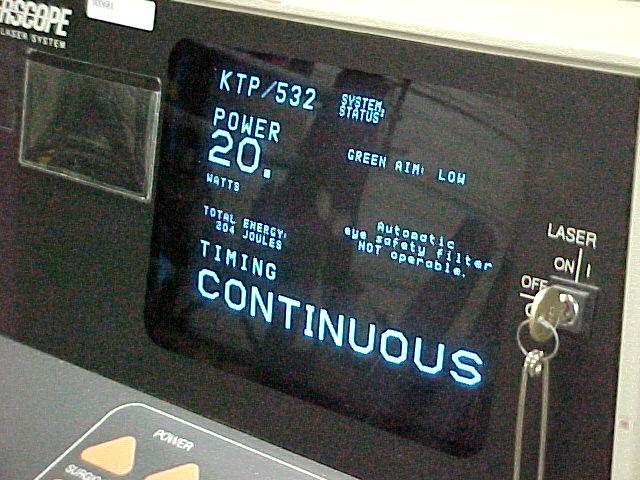 RSCOPE
LASER SYSTEM
KTP/532
SYSTEM
STATUS:
POWER
20.
WATTS
GREEN AIM: LOW
TOTAL ENERGY:
204 JOULES
Automatic
eye safety filter
NOT operable.
TIMING
CONTINUOUS
LASER
ON
OFF
POWER